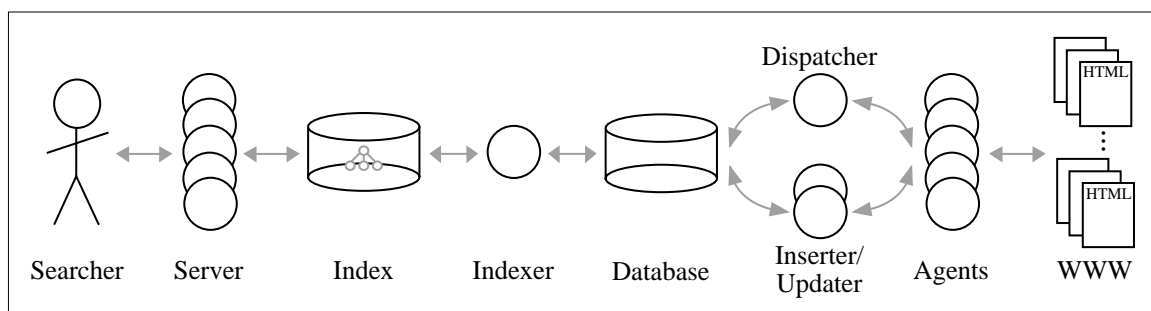 Dispatcher
HTML
HTML
Searcher
Server
Index
Indexer
Database
Inserter/
Updater
Agents
WWW